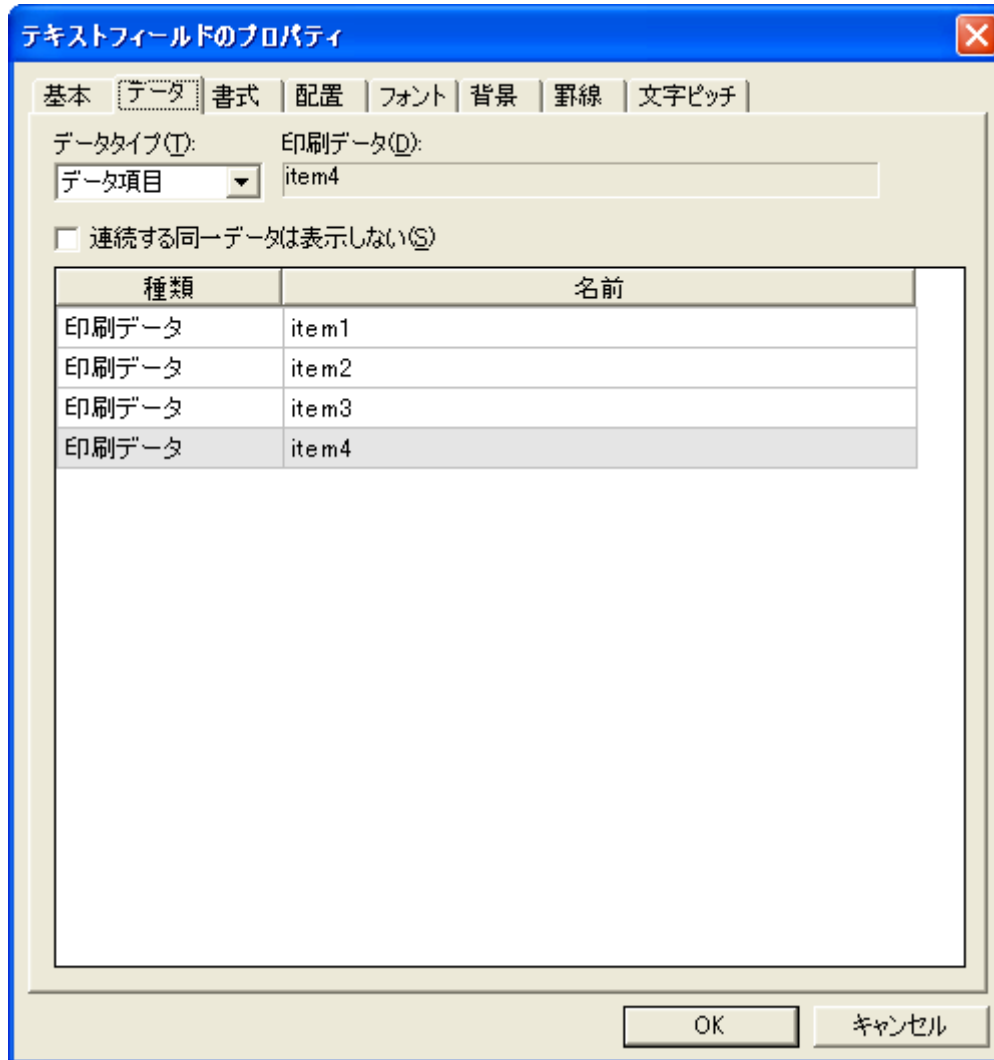 テキストフィールドのプロパティ
基本 データ 書式 配置 フォント 背景 罫線 文字ピッチ
データタイプ(T): 印刷データ(D):
データ項目 item4
連続する同一データは表示しない(S)
種類 名前
印刷データ item1
印刷データ item2
印刷データ item3
印刷データ item4
OK キャンセル